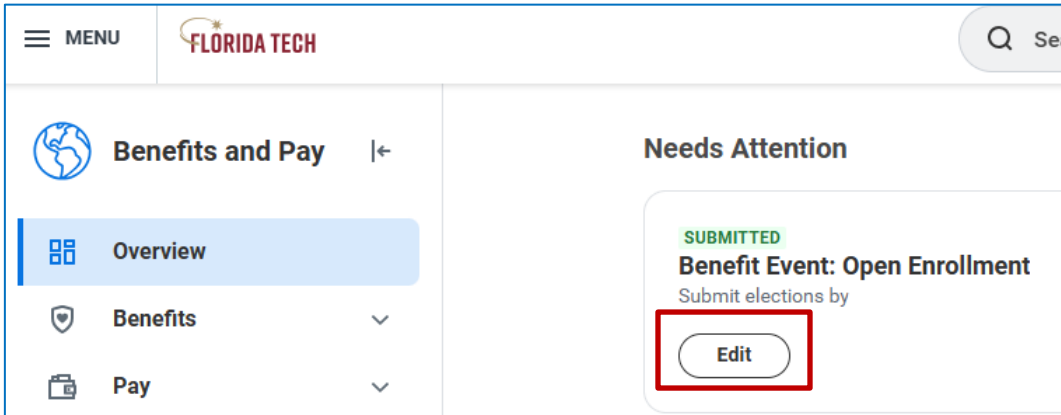 MENU
FLORIDA TECH
Benefits and Pay
Overview
Benefits
Pay
Needs Attention
SUBMITTED
Benefit Event: Open Enrollment
Submit elections by
Edit